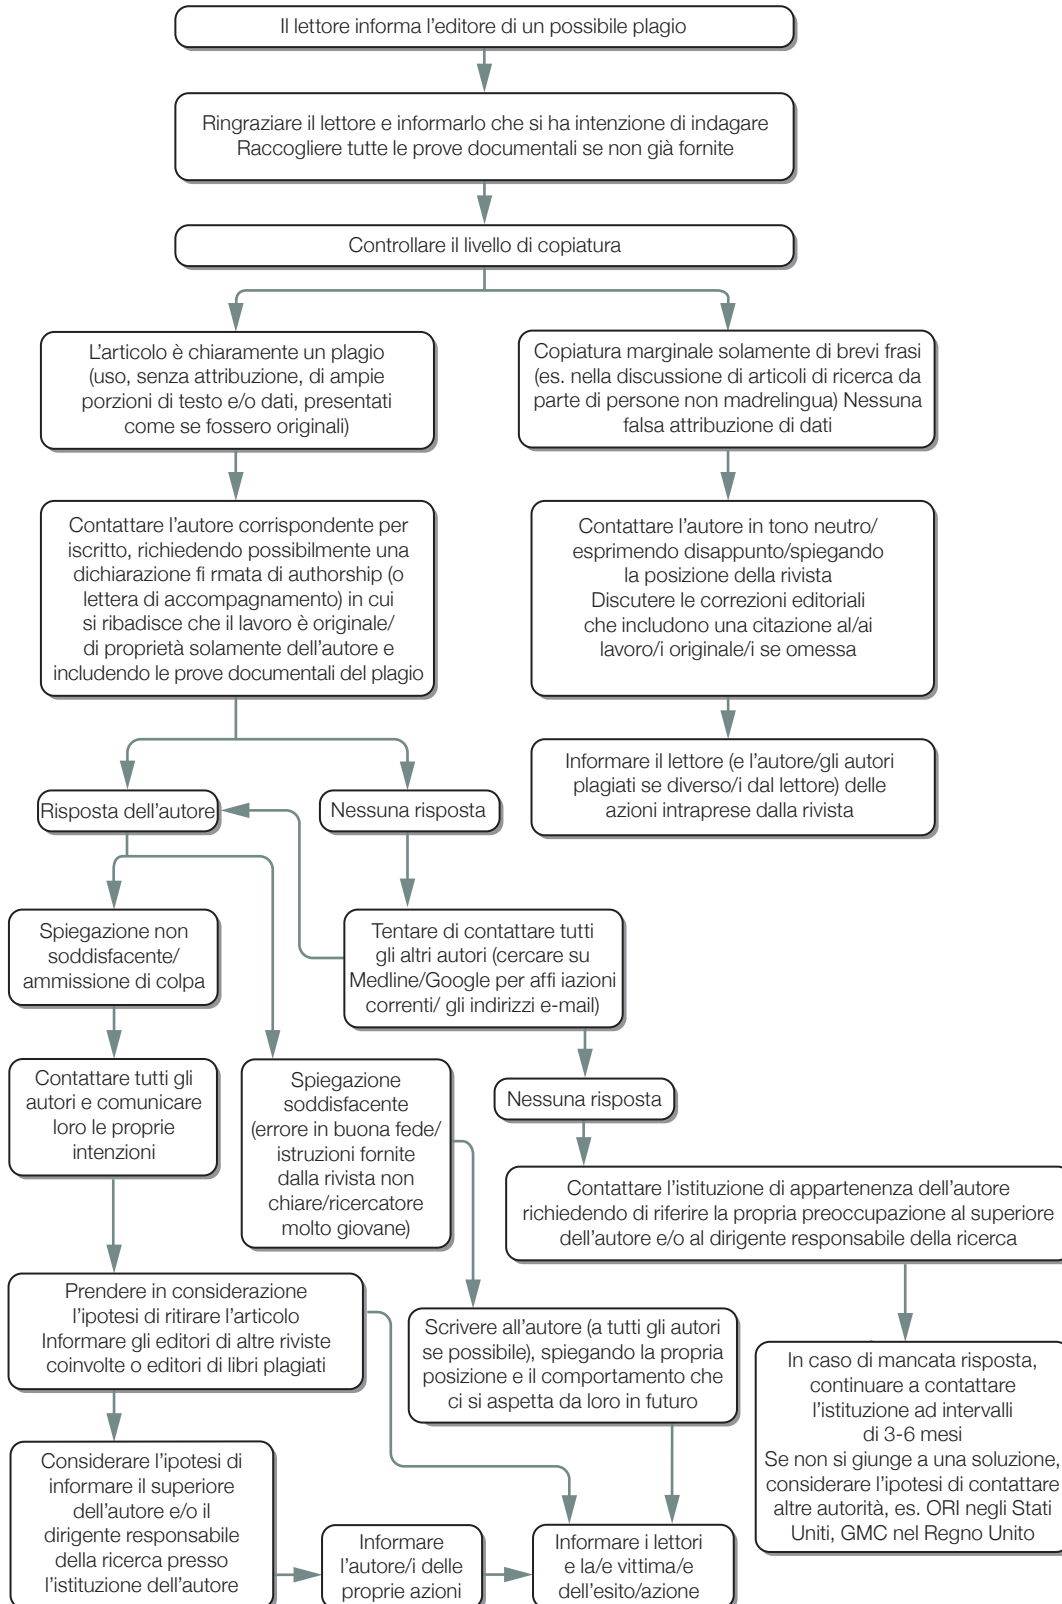 Il lettore informa l'editore di un possibile plagio
Ringraziare il lettore e informarlo che si ha intenzione di indagare
Raccogliere tutte le prove documentali se non già fornite
Controllare il livello di copiatura
L'articolo è chiaramente un plagio
(uso, senza attribuzione, di ampie
porzioni di testo e/o dati, presentati
come se fossero originali)
Copiatura marginale solamente di brevi frasi
(es. nella discussione di articoli di ricerca da
parte di persone non madrelingua) Nessuna
falsa attribuzione di dati
Contattare l'autore corrispondente per
iscritto, richiedendo possibilmente una
dichiarazione fi rmata di authorship (o
lettera di accompagnamento) in cui
si ribadisce che il lavoro è originale/
di proprietà solamente dell'autore e
includendo le prove documentali del plagio
Contattare l'autore in tono neutro/
esprimendo disappunto/spiegando
la posizione della rivista
Discutere le correzioni editoriali
che includono una citazione al/ai
lavoro/i originale/i se omessa
Informare il lettore (e l'autore/gli autori
plagiati se diverso/i dal lettore) delle
azioni intraprese dalla rivista
Risposta dell'autore
Nessuna risposta
Spiegazione non
soddisfacente/
ammissione di colpa
Tentare di contattare tutti
gli altri autori (cercare su
Medline/Google per affi iazioni
correnti/ gli indirizzi e-mail)
Contattare tutti gli
autori e comunicare
loro le proprie
intenzioni
Spiegazione
soddisfacente
(errore in buona fede/
istruzioni fornite
dalla rivista non
chiare/ricercatore
molto giovane)
Nessuna risposta
Contattare l'istituzione di appartenenza dell'autore
richiedendo di riferire la propria preoccupazione al superiore
dell'autore e/o al dirigente responsabile della ricerca
Prendere in considerazione
l'ipotesi di ritirare l'articolo
Informare gli editori di altre riviste
coinvolte o editori di libri plagiati
Scrivere all'autore (a tutti gli autori
se possibile), spiegando la propria
posizione e il comportamento che
ci si aspetta da loro in futuro
In caso di mancata risposta,
continuare a contattare
l'istituzione ad intervalli
di 3-6 mesi
Se non si giunge a una soluzione,
considerare l'ipotesi di contattare
altre autorità, es. ORI negli Stati
Uniti, GMC nel Regno Unito
Considerare l'ipotesi di
informare il superiore
dell'autore e/o il
dirigente responsabile
della ricerca presso
l'istituzione dell'autore
Informare
l'autore/i delle
proprie azioni
Informare i lettori
e la/e vittima/e
dell'esito/azione